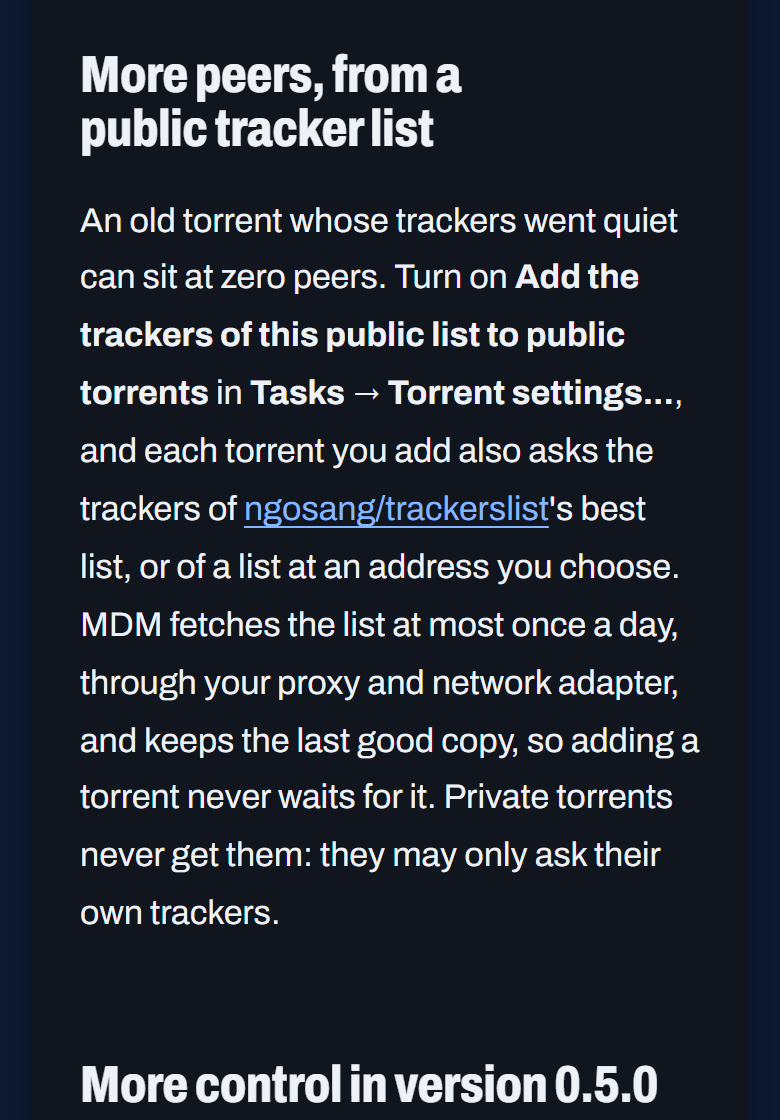 More peers, from a
public tracker list
An old torrent whose trackers went quiet
can sit at zero peers. Turn on Add the
trackers of this public list to public
torrents in Tasks → Torrent settings…,
and each torrent you add also asks the
trackers of ngosang/trackerslist's best
list, or of a list at an address you choose.
MDM fetches the list at most once a day,
through your proxy and network adapter,
and keeps the last good copy, so adding a
torrent never waits for it. Private torrents
never get them: they may only ask their
own trackers.
More control in version 0.5.0